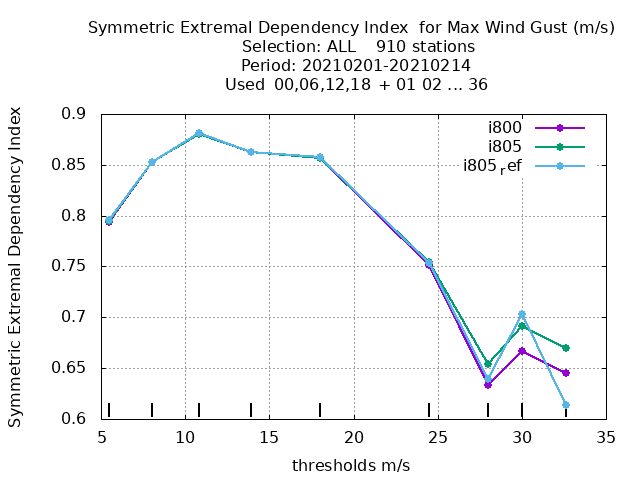 Symmetric Extremal Dependency Index for Max Wind Gust (m/s)
Selection: ALL 910 stations
Period: 20210201-20210214
Used 00,06,12,18 + 01 02 ... 36
Symmetric Extremal Dependency Index
0.9
0.85
0.8
0.75
0.7
0.65
0.6
i800
i805
i805ref
5 10 15 20 25 30 35
thresholds m/s